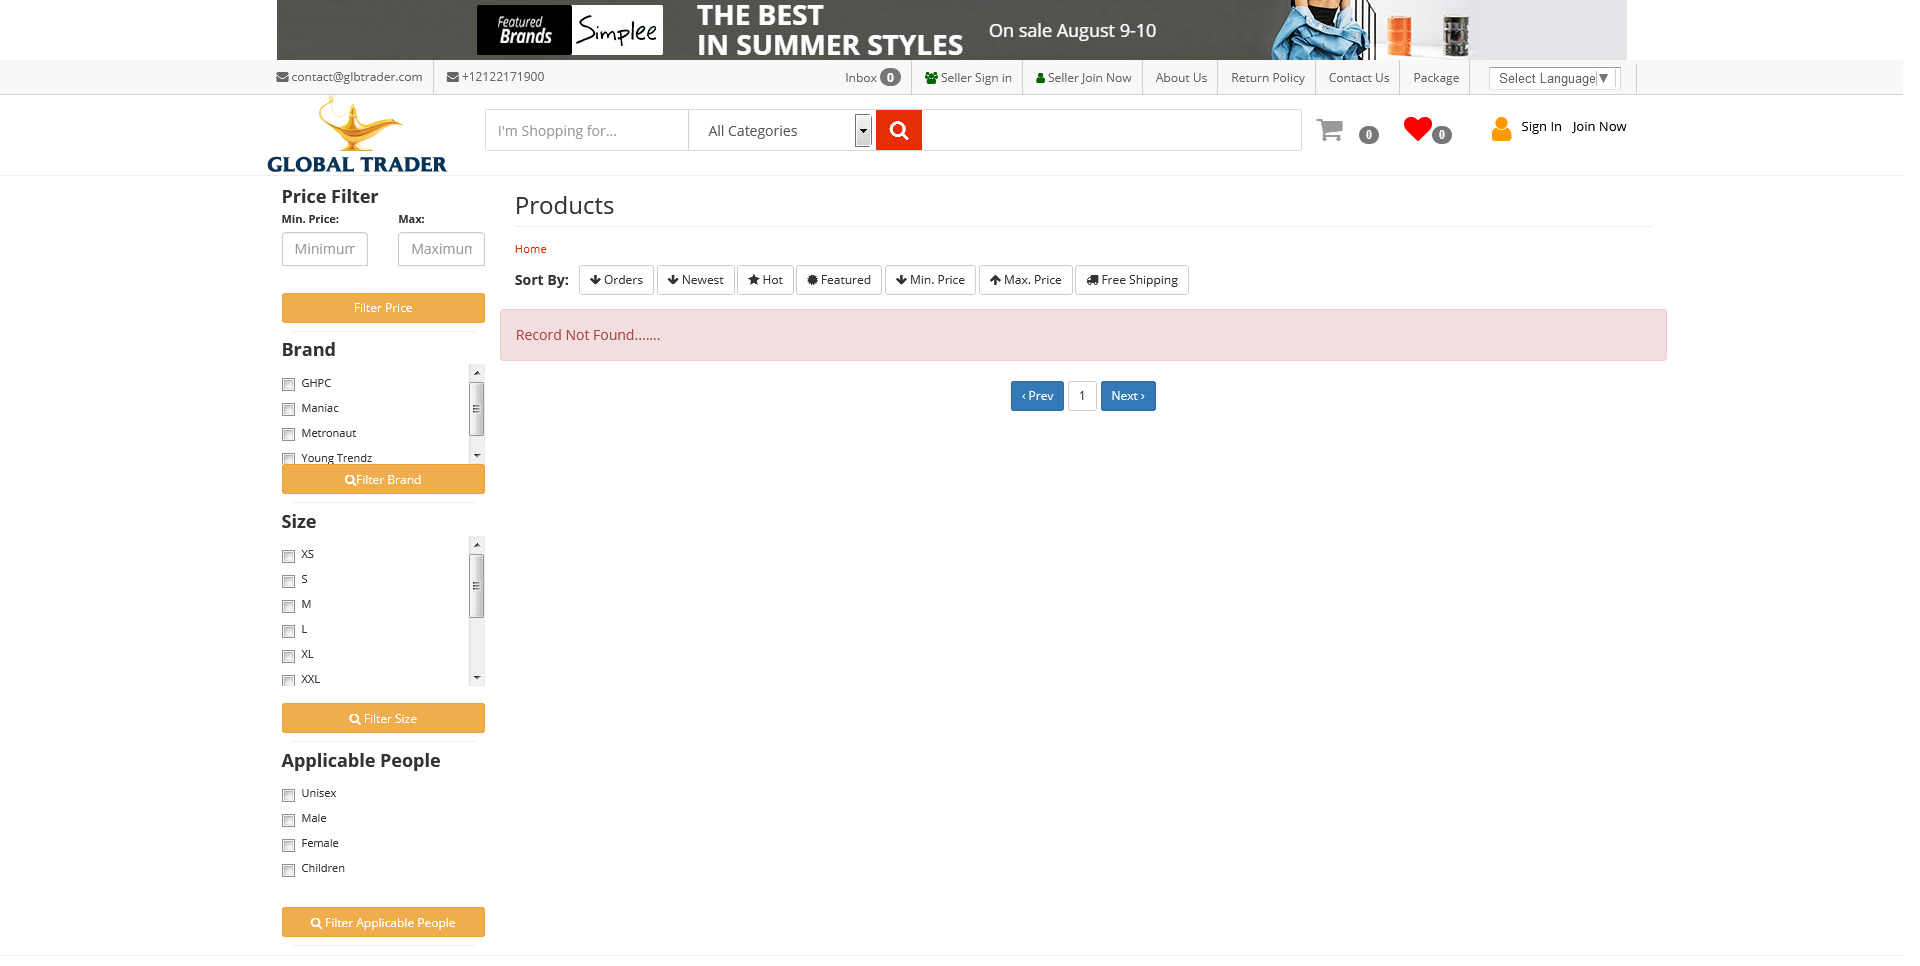 Featured
Brands
Simplee
THE BEST
IN SUMMER STYLES
On sale August 9-10
contact@glbtrader.com
+12122171900
Inbox 0
Seller Sign in
Seller Join Now
About Us
Return Policy
Contact Us
Package
Select Language▼
GLOBAL TRADER
I'm Shopping for...
All Categories
0
0
Sign In
Join Now
Price Filter
Min. Price:
Max:
Minimum
Maximum
Filter Price
Brand
GHPC
Maniac
Metronaut
Young Trendz
Filter Brand
Size
XS
S
M
L
XL
XXL
Filter Size
Applicable People
Unisex
Male
Female
Children
Filter Applicable People
Products
Home
Sort By:
Orders
Newest
Hot
Featured
Min. Price
Max. Price
Free Shipping
Record Not Found.......
‹ Prev
1
Next ›